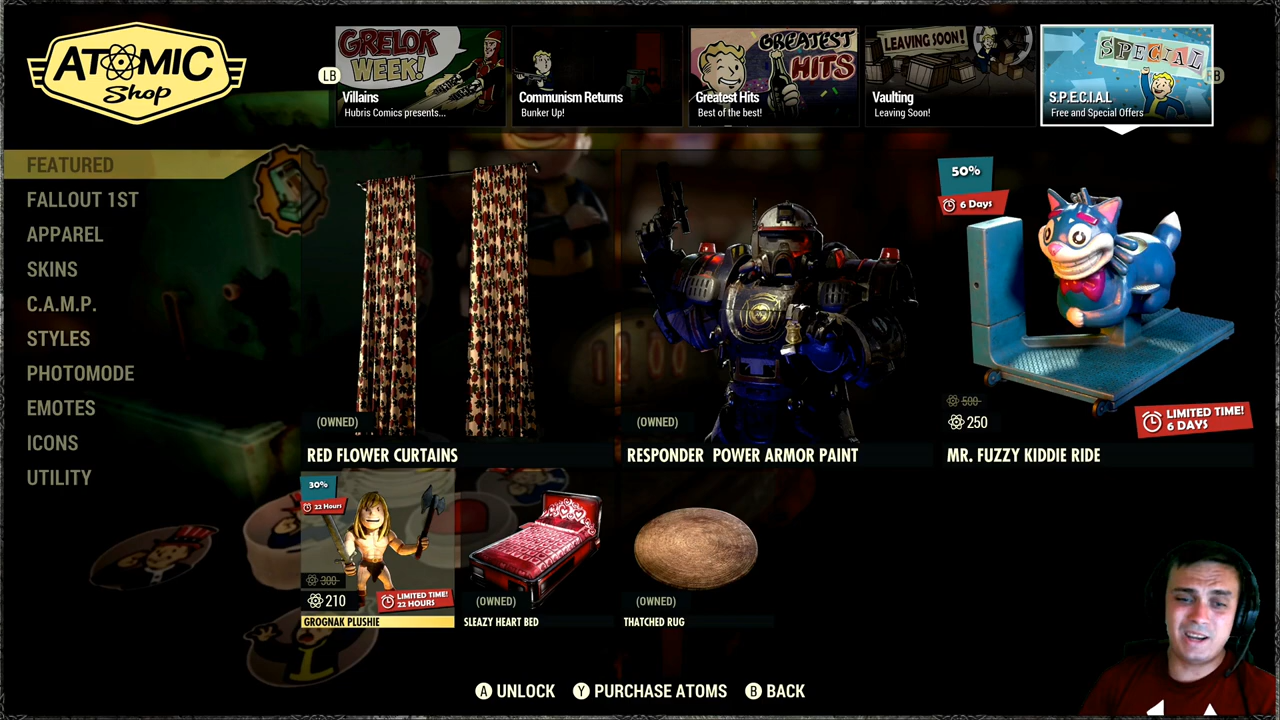 ATOMIC
Shop
LB
GRELOK
WEEK!
Villains
Hubris Comics presents...
Communism Returns
Bunker Up!
GREATEST
HITS
Greatest Hits
Best of the best!
LEAVING SOON!
Vaulting
Leaving Soon!
SPECIAL
S.P.E.C.I.A.L
Free and Special Offers
RB
FEATURED
FALLOUT 1ST
APPAREL
SKINS
C.A.M.P.
STYLES
PHOTOMODE
EMOTES
ICONS
UTILITY
(OWNED)
RED FLOWER CURTAINS
(OWNED)
RESPONDER POWER ARMOR PAINT
50%
6 Days
500
250
LIMITED TIME!
6 DAYS
MR. FUZZY KIDDIE RIDE
30%
22 Hours
300
210
LIMITED TIME!
22 HOURS
GROGNAK PLUSHIE
(OWNED)
SLEAZY HEART BED
(OWNED)
THATCHED RUG
A UNLOCK
Y PURCHASE ATOMS
B BACK